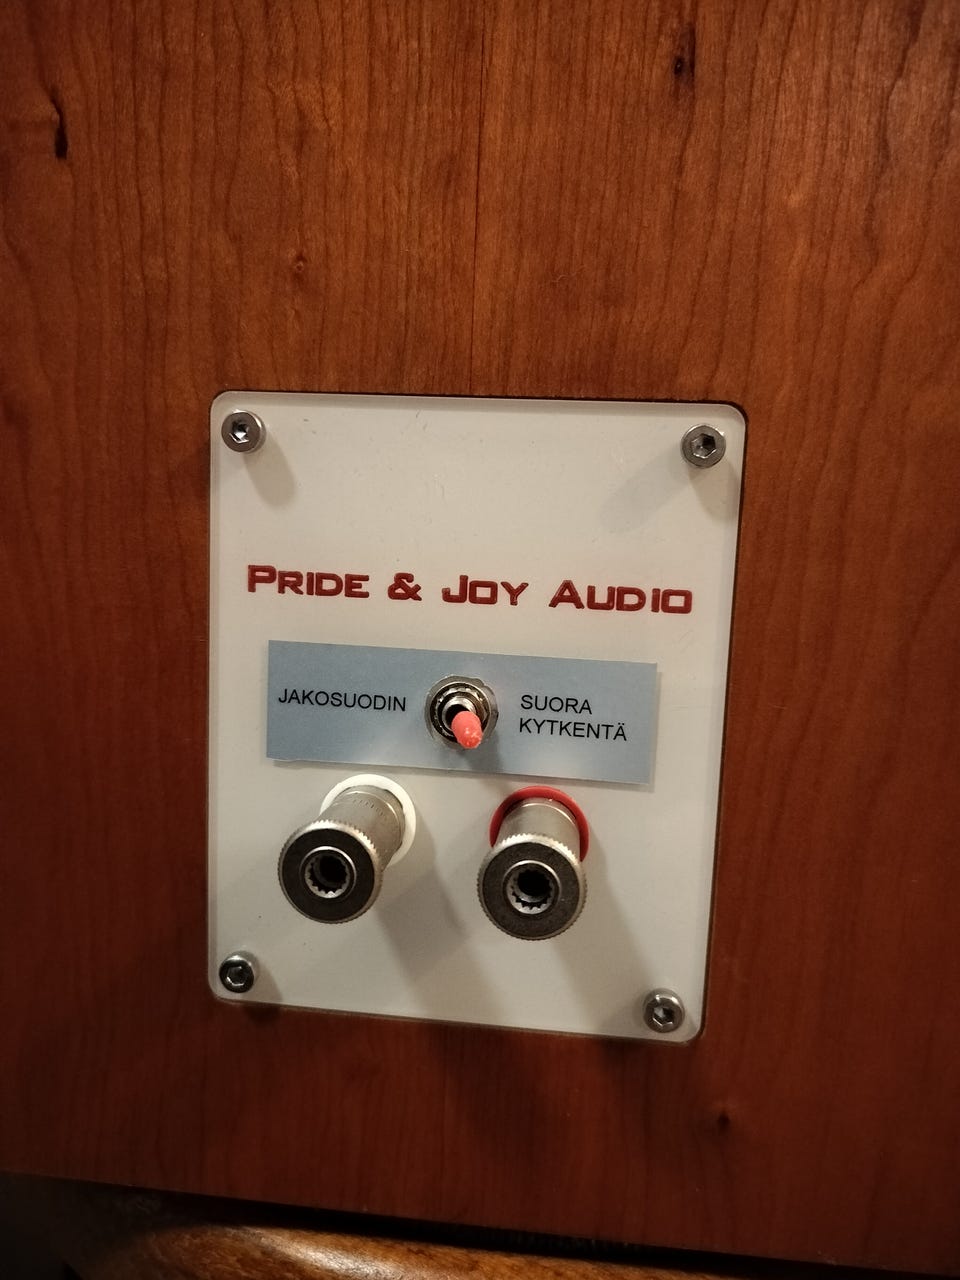 PRIDE & JOY AUDIO
JAKOSUODIN
SUORA
KYTKENTÄ